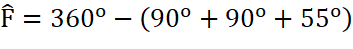 F̂ = 360º − (90º + 90º + 55º)